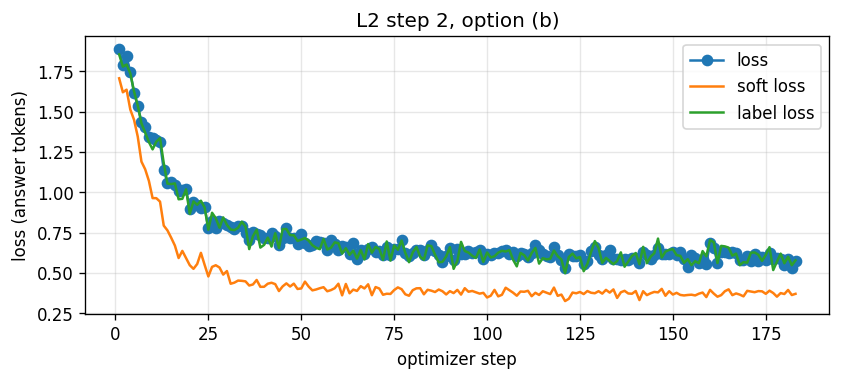 L2 step 2, option (b)
loss (answer tokens)
1.75
1.50
1.25
1.00
0.75
0.50
0.25
loss
soft loss
label loss
0
25
50
75
100
125
150
175
optimizer step